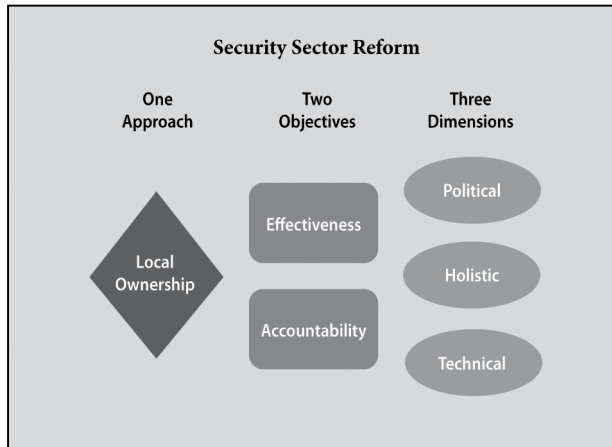 Security Sector Reform
One
Approach
Two
Objectives
Three
Dimensions
Local
Ownership
Effectiveness
Accountability
Political
Holistic
Technical